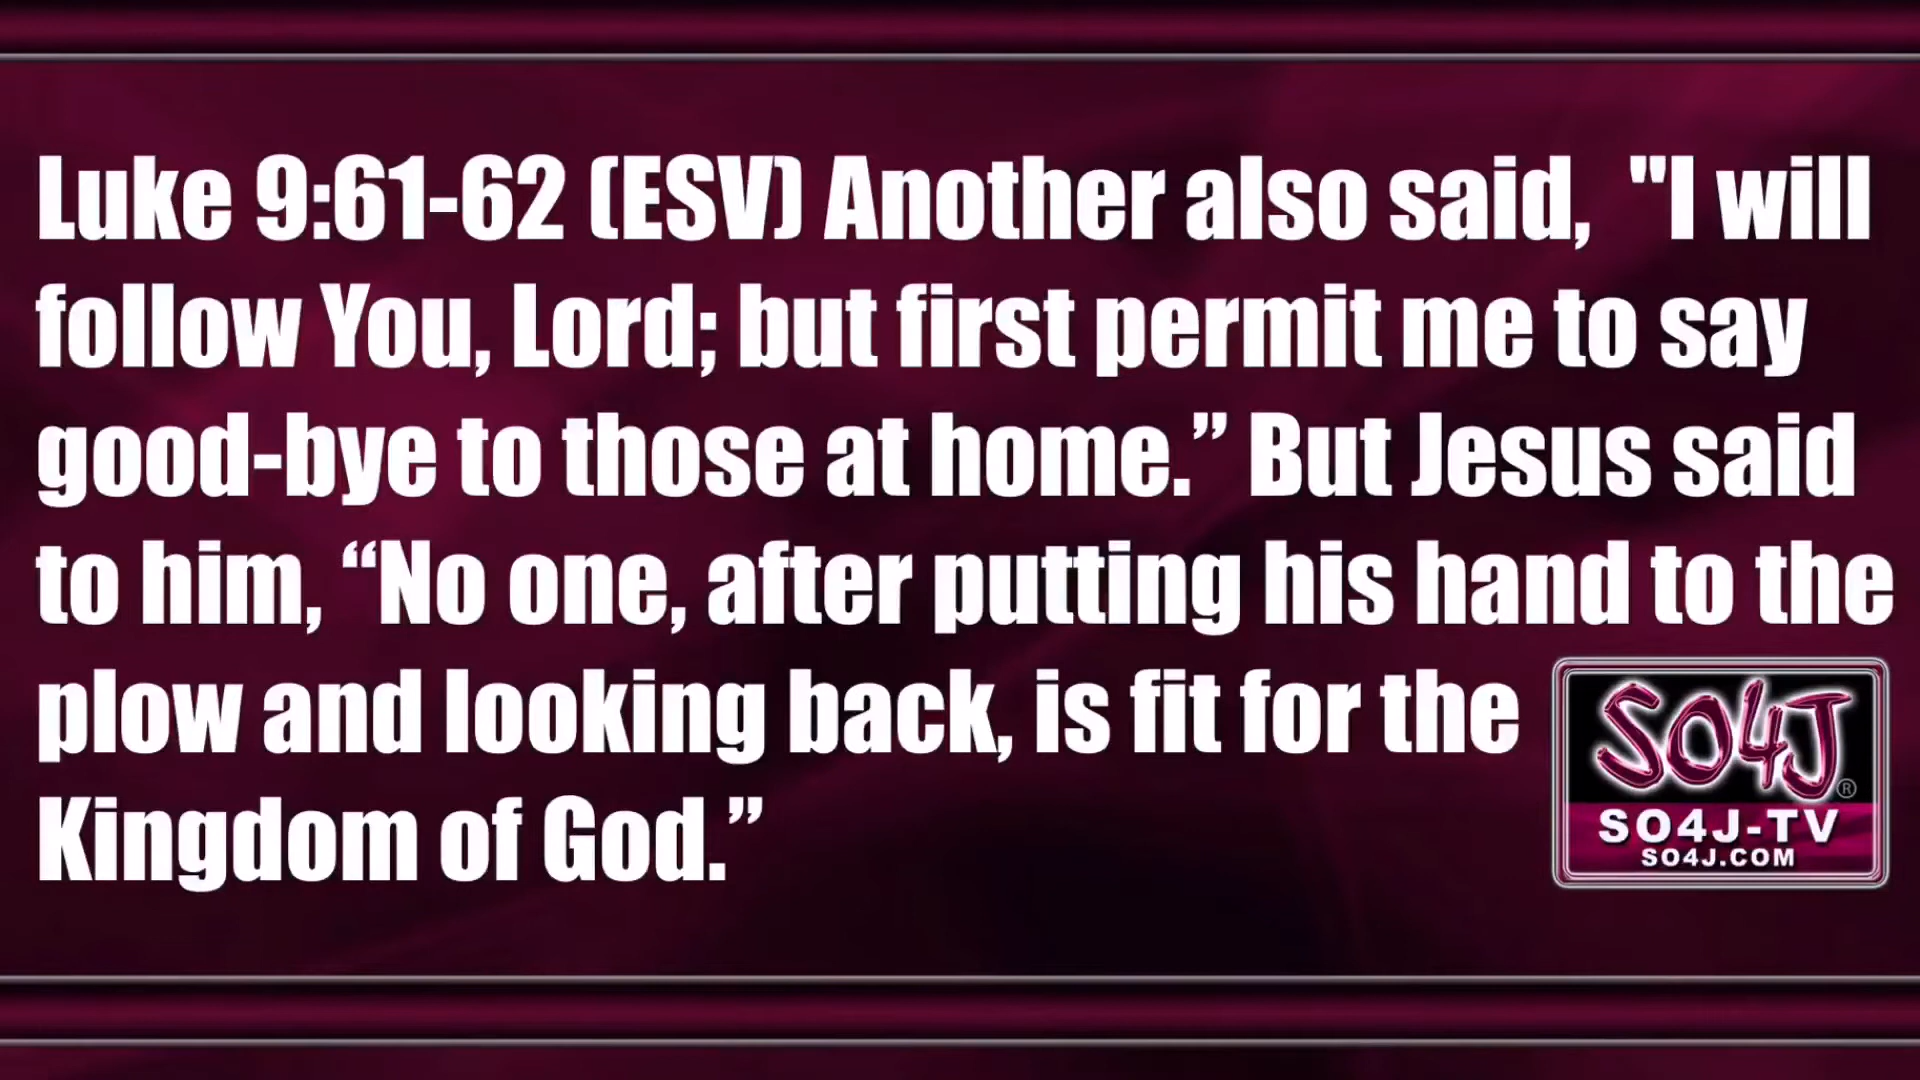 Luke 9:61-62 (ESV) Another also said,  "I will
follow You, Lord; but first permit me to say
good-bye to those at home.” But Jesus said
to him, “No one, after putting his hand to the
plow and looking back, is fit for the
Kingdom of God.”
SO4J®
SO4J-TV
SO4J.COM